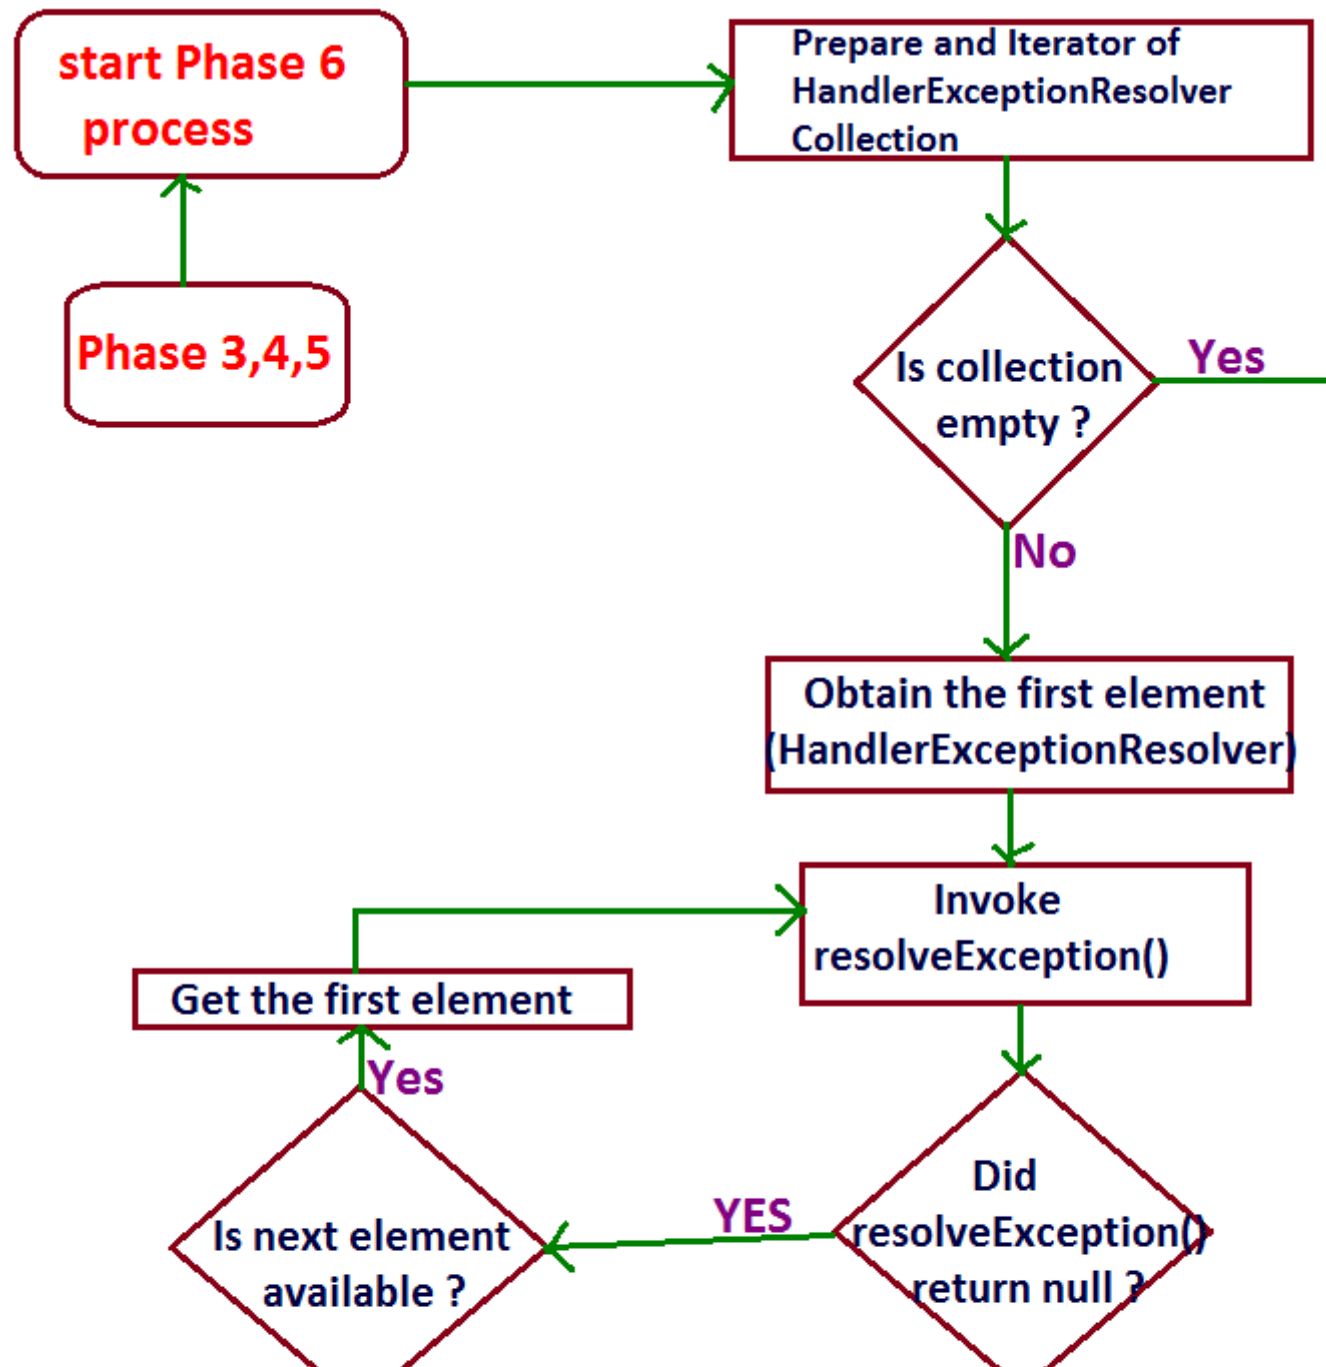 start Phase 6
process
Prepare and Iterator of
HandlerExceptionResolver
Collection
Phase 3,4,5
Is collection
empty ?
Yes
No
Obtain the first element
(HandlerExceptionResolver)
Invoke
resolveException()
Get the first element
Yes
Did
resolveException()
return null ?
YES
Is next element
available ?